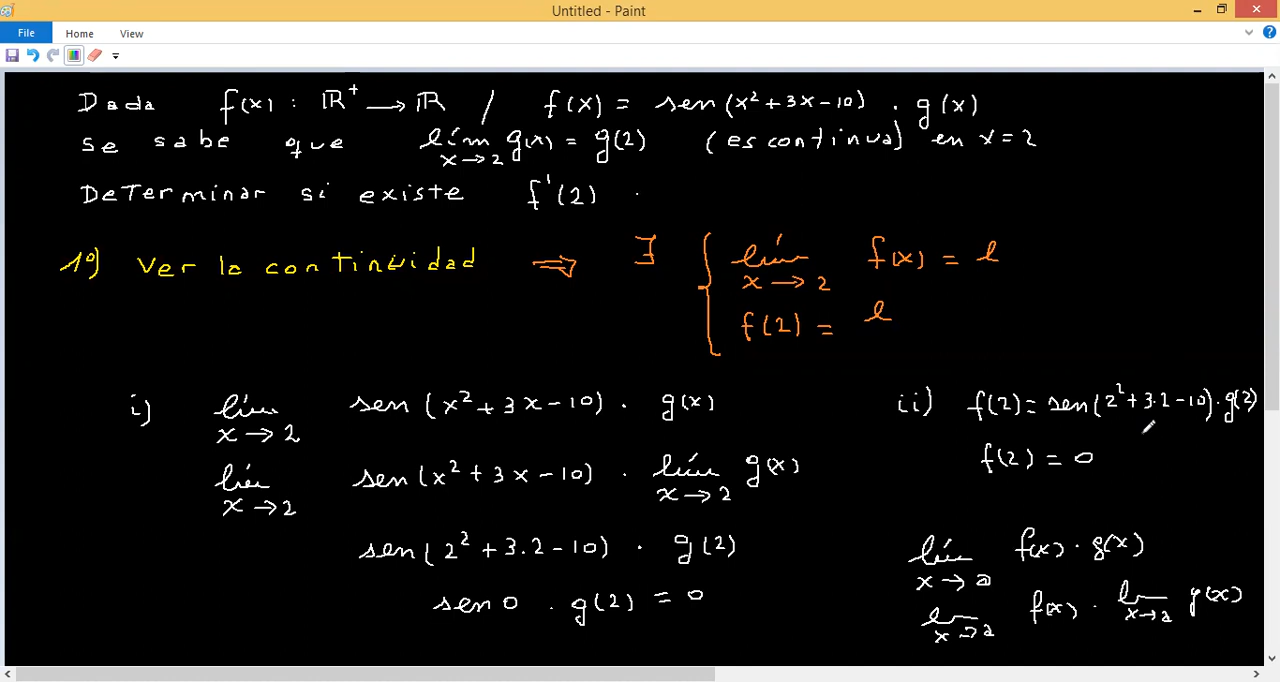 Untitled - Paint
File Home View
Dada f(x) : ℝ⁺ → ℝ / f(x) = sen(x² + 3x - 10) . g(x)
se sabe que lím x→2 g(x) = g(2) (es continua) en x = 2
Determinar si existe f'(2) .
1º) Ver la continuidad ⇒ ∃ { lím x→2 f(x) = l
f(2) = l
i) lím x→2 sen(x² + 3x - 10) . g(x)
lím x→2 sen(x² + 3x - 10) . lím x→2 g(x)
sen(2² + 3.2 - 10) . g(2)
sen 0 . g(2) = 0
ii) f(2) = sen(2² + 3.2 - 10) . g(2)
f(2) = 0
lím x→a f(x) . g(x)
lím x→a f(x) . lím x→a g(x)